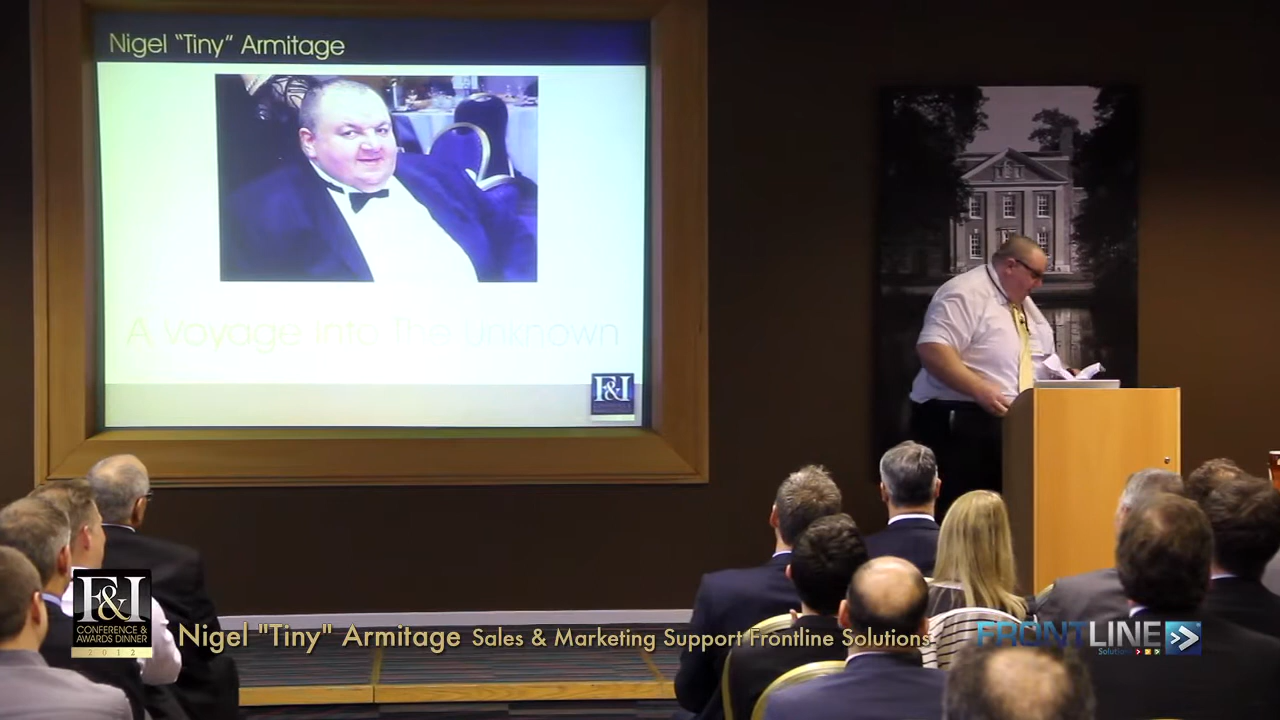 Nigel "Tiny" Armitage
A Voyage Into The Unknown
F&I
F&I
CONFERENCE &
AWARDS DINNER
2012
Nigel "Tiny" Armitage Sales & Marketing Support Frontline Solutions
FRONTLINE
Solutions